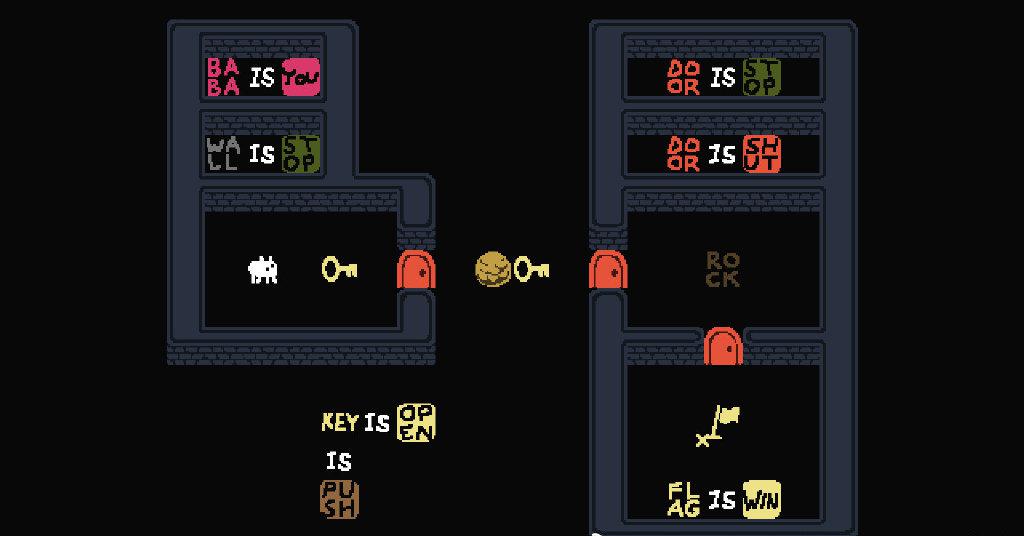 BABA IS YOU
DOOR IS STOP
WALL IS STOP
DOOR IS SHUT
ROCK
KEY IS OPEN
IS
PUSH
FLAG IS WIN